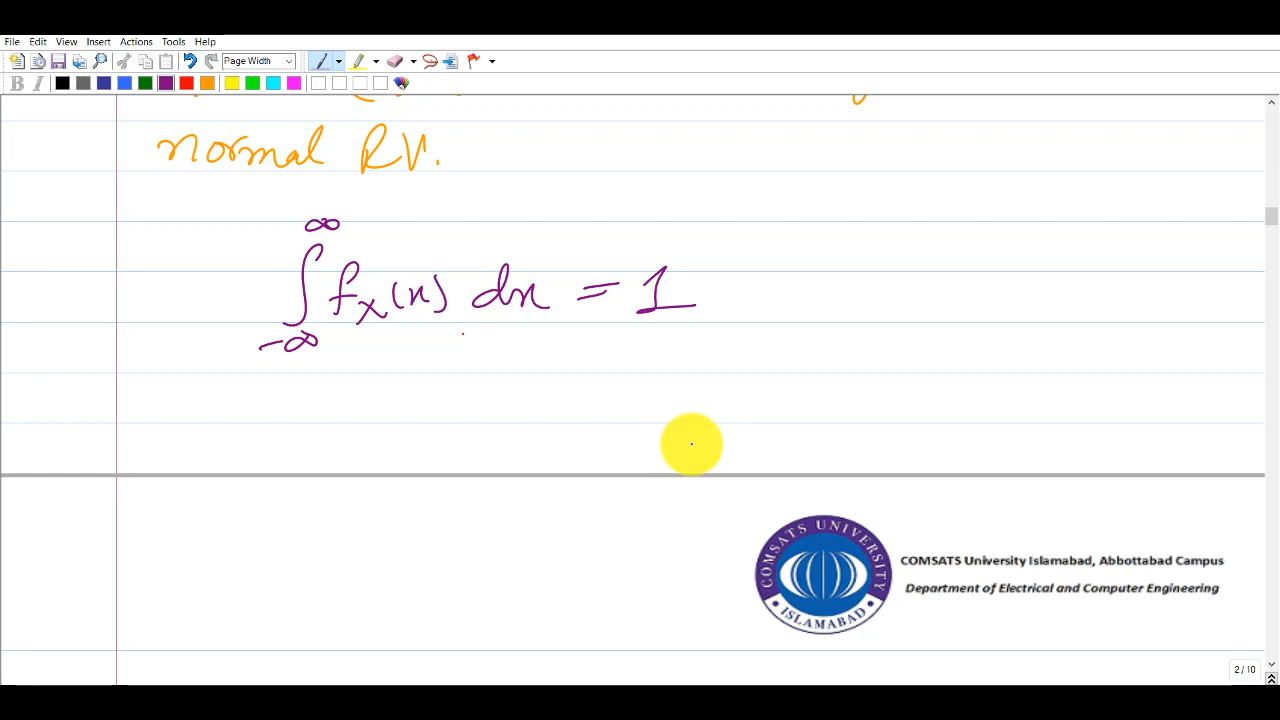 File Edit View Insert Actions Tools Help
Page Width
B I
normal RV.
∞
∫ fₓ(x) dx = 1
-∞
COMSATS UNIVERSITY
ISLAMABAD
COMSATS University Islamabad, Abbottabad Campus
Department of Electrical and Computer Engineering
2 / 10